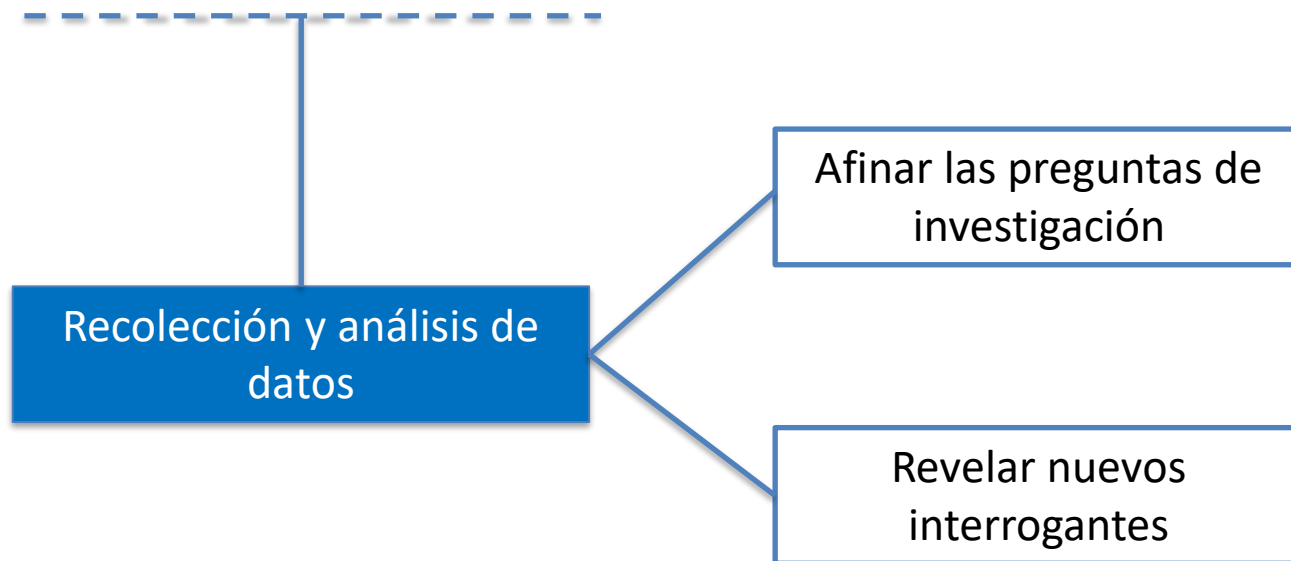 Afinar las preguntas de
investigación
Recolección y análisis de
datos
Revelar nuevos
interrogantes